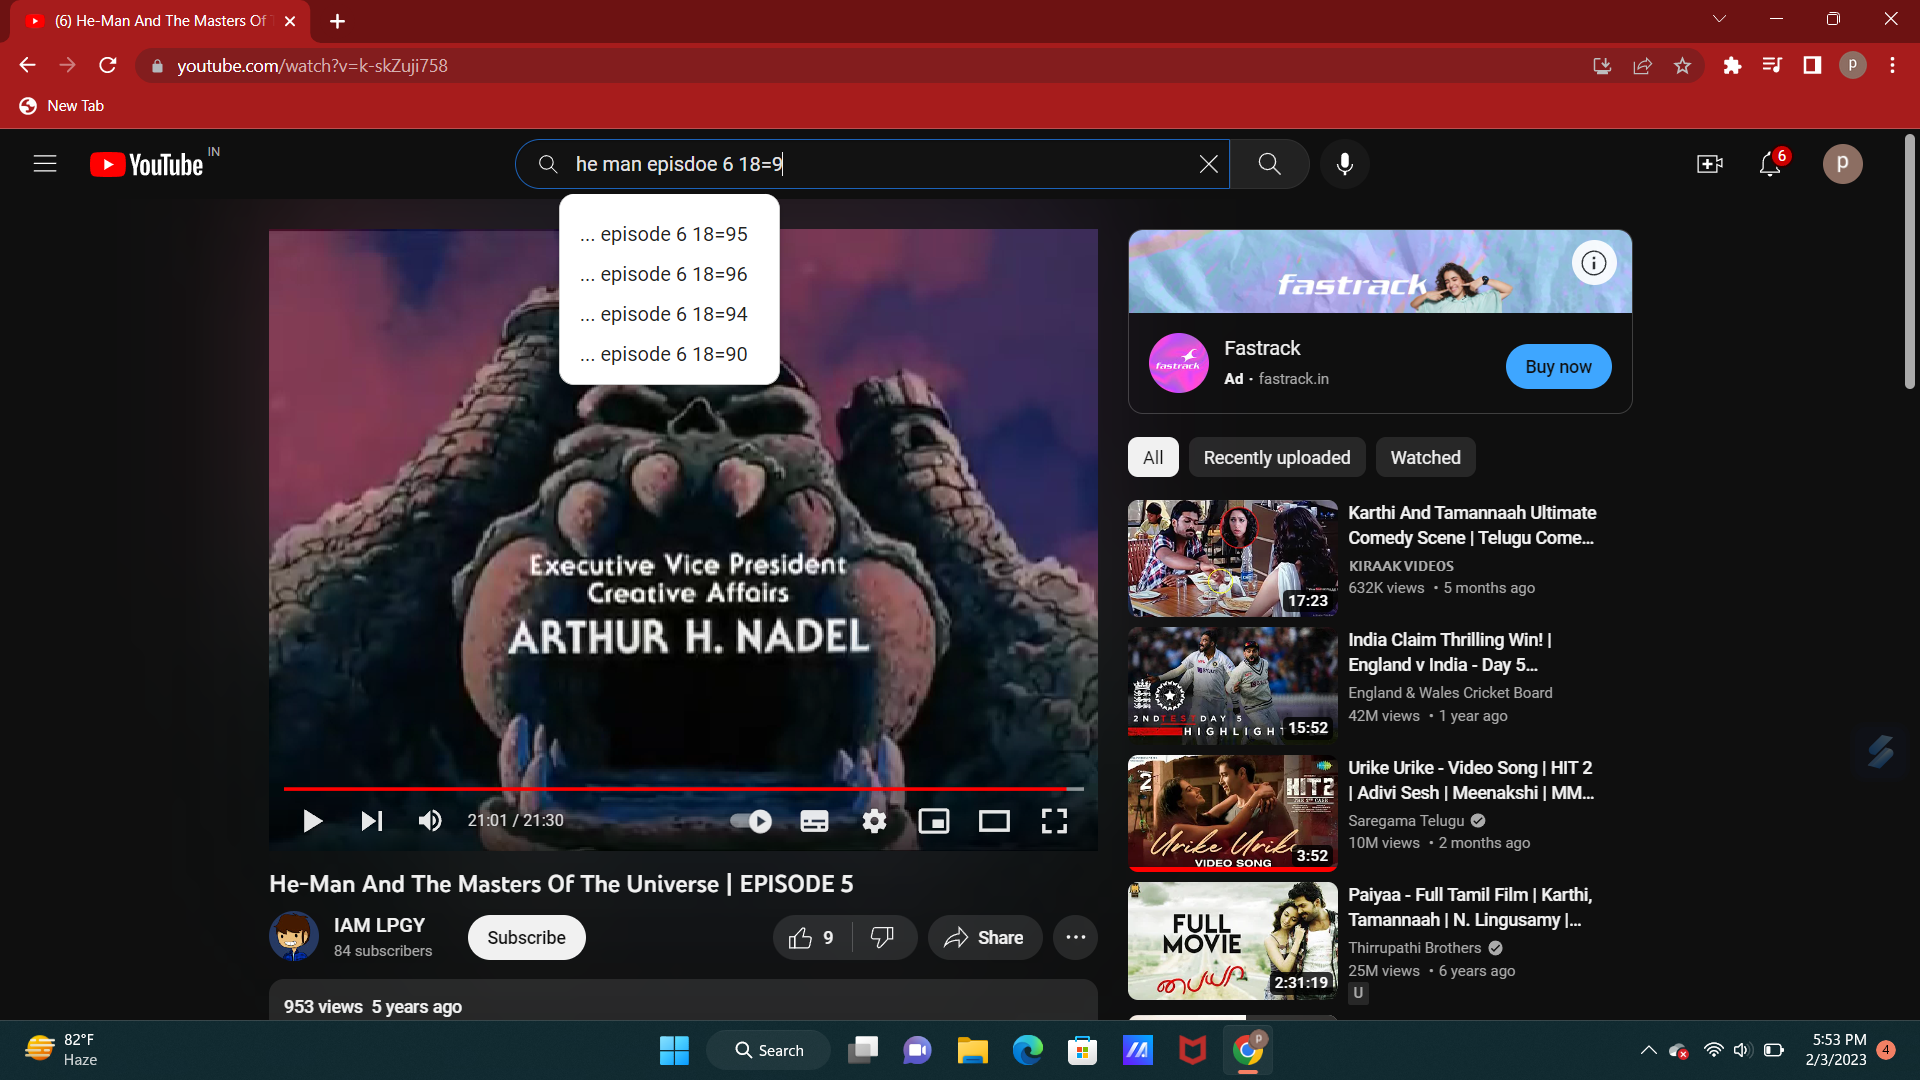 (6) He-Man And The Masters Of T
youtube.com/watch?v=k-skZuji758
P
New Tab
YouTube IN
he man episdoe 6 18=9
6
P
... episode 6 18=95
... episode 6 18=96
... episode 6 18=94
... episode 6 18=90
Executive Vice President
Creative Affairs
ARTHUR H. NADEL
21:01 / 21:30
He-Man And The Masters Of The Universe | EPISODE 5
IAM LPGY
84 subscribers
Subscribe
9
Share
953 views 5 years ago
fastrack
fastrack
Fastrack
Ad · fastrack.in
Buy now
All
Recently uploaded
Watched
17:23
Karthi And Tamannaah Ultimate
Comedy Scene | Telugu Come...
KIRAAK VIDEOS
632K views • 5 months ago
2ND TEST DAY 5
HIGHLIGHT
15:52
India Claim Thrilling Win! |
England v India - Day 5...
England & Wales Cricket Board
42M views • 1 year ago
HIT2
Urike Urike
VIDEO SONG
3:52
Urike Urike - Video Song | HIT 2
| Adivi Sesh | Meenakshi | MM...
Saregama Telugu
10M views • 2 months ago
FULL
MOVIE
பையா
2:31:19
Paiyaa - Full Tamil Film | Karthi,
Tamannaah | N. Lingusamy |...
Thirrupathi Brothers
25M views • 6 years ago
U
82°F
Haze
Search
P
5:53 PM
2/3/2023
4